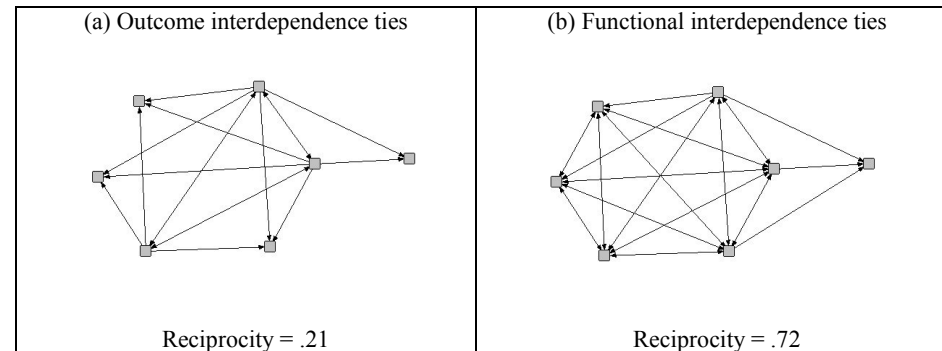 (a) Outcome interdependence ties
(b) Functional interdependence ties
Reciprocity = .21
Reciprocity = .72